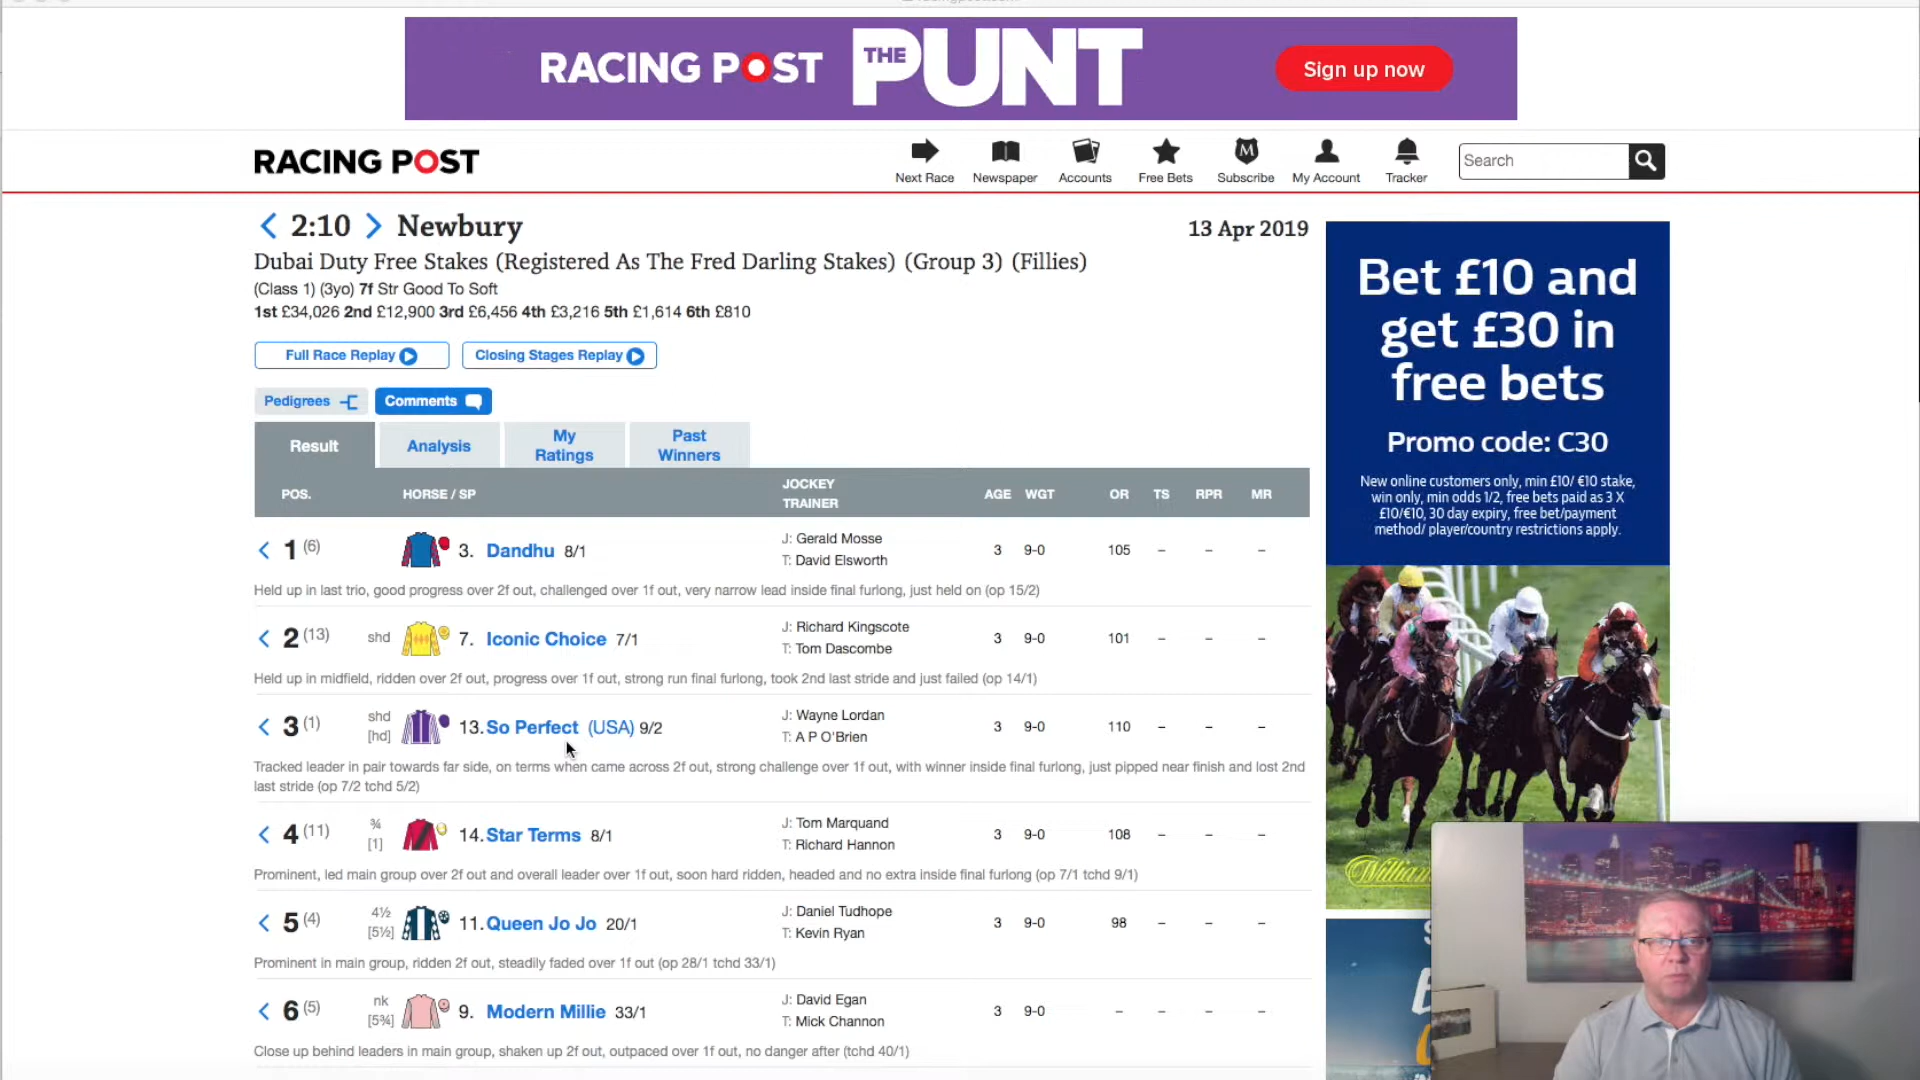 RACING POST THE PUNT
Sign up now
RACING POST
Next Race
Newspaper
Accounts
Free Bets
Subscribe
My Account
Tracker
Search
2:10 Newbury
13 Apr 2019
Dubai Duty Free Stakes (Registered As The Fred Darling Stakes) (Group 3) (Fillies)
(Class 1) (3yo) 7f Str Good To Soft
1st £34,026 2nd £12,900 3rd £6,456 4th £3,216 5th £1,614 6th £810
Full Race Replay
Closing Stages Replay
Pedigrees
Comments
Result
Analysis
My
Ratings
Past
Winners
POS. HORSE / SP JOCKEY
TRAINER
AGE WGT OR TS RPR MR
1 (6) 3. Dandhu 8/1 J: Gerald Mosse
T: David Elsworth
3 9-0 105 – – –
Held up in last trio, good progress over 2f out, challenged over 1f out, very narrow lead inside final furlong, just held on (op 15/2)
2 (13) shd 7. Iconic Choice 7/1 J: Richard Kingscote
T: Tom Dascombe
3 9-0 101 – – –
Held up in midfield, ridden over 2f out, progress over 1f out, strong run final furlong, took 2nd last stride and just failed (op 14/1)
3 (1) shd
[hd]
13. So Perfect (USA) 9/2 J: Wayne Lordan
T: A P O'Brien
3 9-0 110 – – –
Tracked leader in pair towards far side, on terms when came across 2f out, strong challenge over 1f out, with winner inside final furlong, just pipped near finish and lost 2nd
last stride (op 7/2 tchd 5/2)
4 (11) ¾
[1]
14. Star Terms 8/1 J: Tom Marquand
T: Richard Hannon
3 9-0 108 – – –
Prominent, led main group over 2f out and overall leader over 1f out, soon hard ridden, headed and no extra inside final furlong (op 7/1 tchd 9/1)
5 (4) 4½
[5½]
11. Queen Jo Jo 20/1 J: Daniel Tudhope
T: Kevin Ryan
3 9-0 98 – – –
Prominent in main group, ridden 2f out, steadily faded over 1f out (op 28/1 tchd 33/1)
6 (5) nk
[5¾]
9. Modern Millie 33/1 J: David Egan
T: Mick Channon
3 9-0 – – – –
Close up behind leaders in main group, shaken up 2f out, outpaced over 1f out, no danger after (tchd 40/1)
Bet £10 and
get £30 in
free bets
Promo code: C30
New online customers only, min £10/ €10 stake,
win only, min odds 1/2, free bets paid as 3 X
£10/€10, 30 day expiry, free bet/payment
method/ player/country restrictions apply.